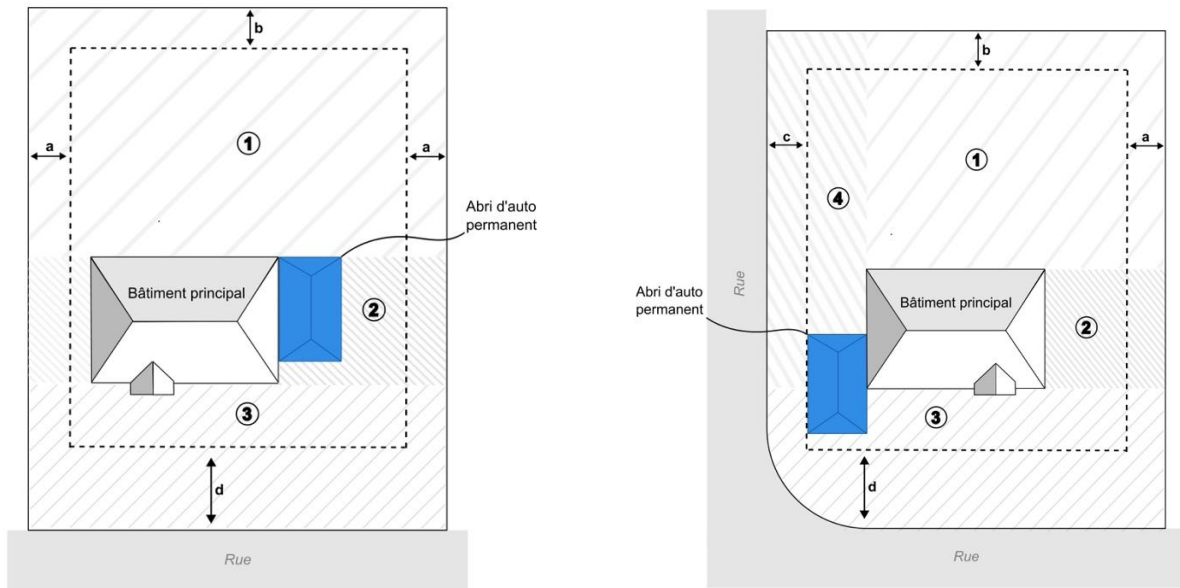 b
a
a
1
Abri d'auto
permanent
Bâtiment principal
2
3
d
Rue
b
c
a
1
4
Rue
Abri d'auto
permanent
Bâtiment principal
2
3
d
Rue